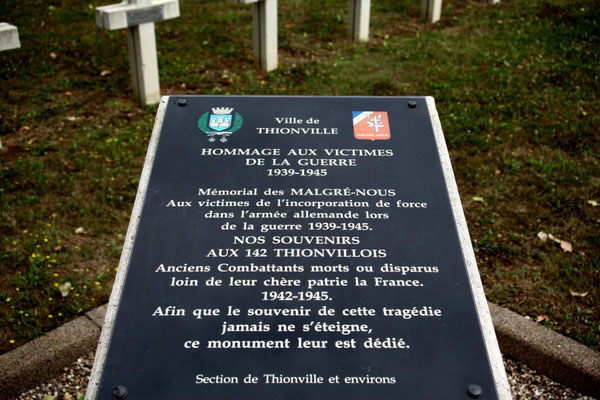 Ville de
THIONVILLE
HOMMAGE AUX VICTIMES
DE LA GUERRE
1939-1945
Mémorial des MALGRÉ-NOUS
Aux victimes de l'incorporation de force
dans l'armée allemande lors
de la guerre 1939-1945.
NOS SOUVENIRS
AUX 142 THIONVILLOIS
Anciens Combattants morts ou disparus
loin de leur chère patrie la France.
1942-1945.
Afin que le souvenir de cette tragédie
jamais ne s'éteigne,
ce monument leur est dédié.
Section de Thionville et environs